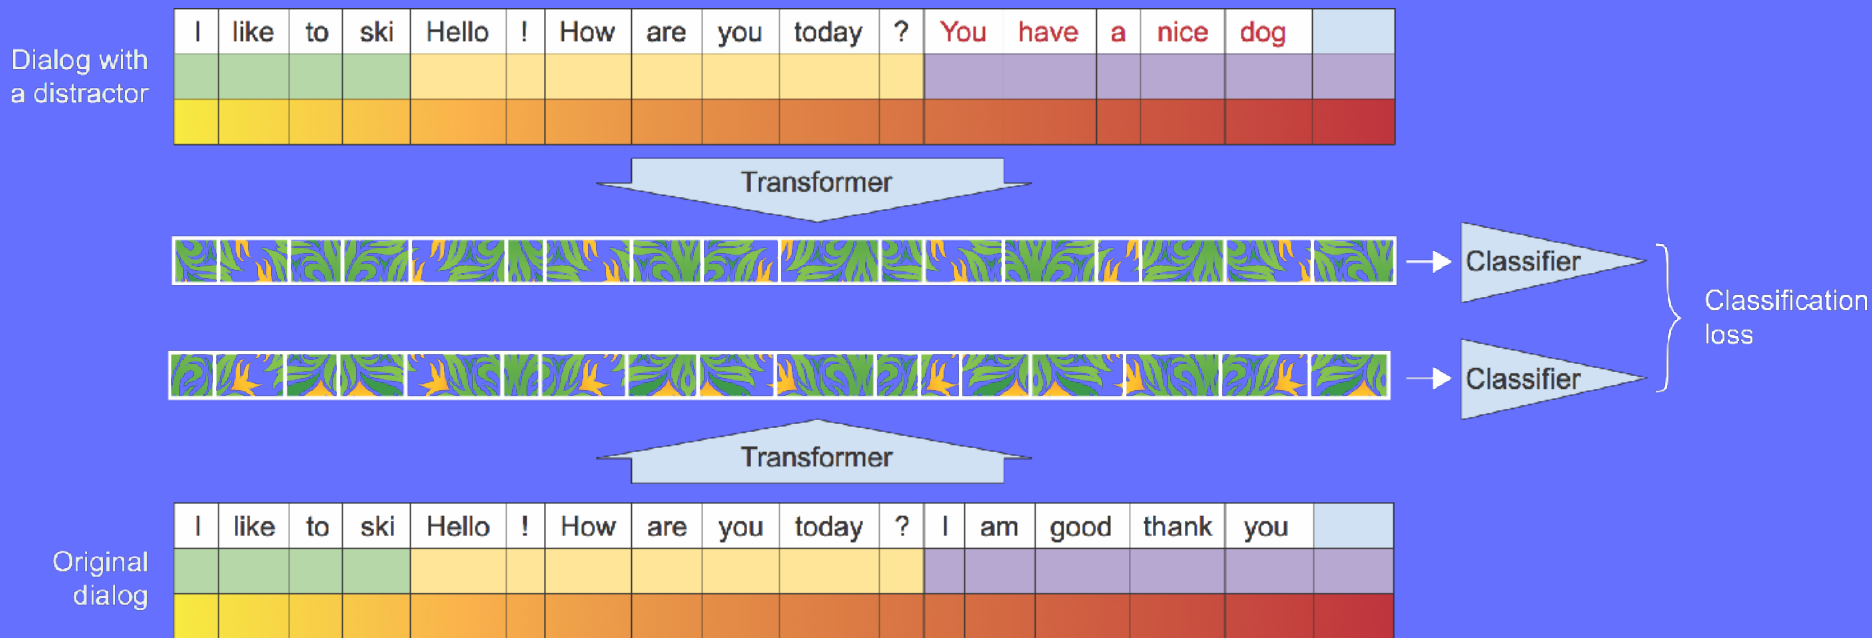 I like to ski Hello ! How are you today ? You have a nice dog
Dialog with
a distractor
Transformer
Classifier
Classification
loss
Classifier
Transformer
I like to ski Hello ! How are you today ? I am good thank you
Original
dialog